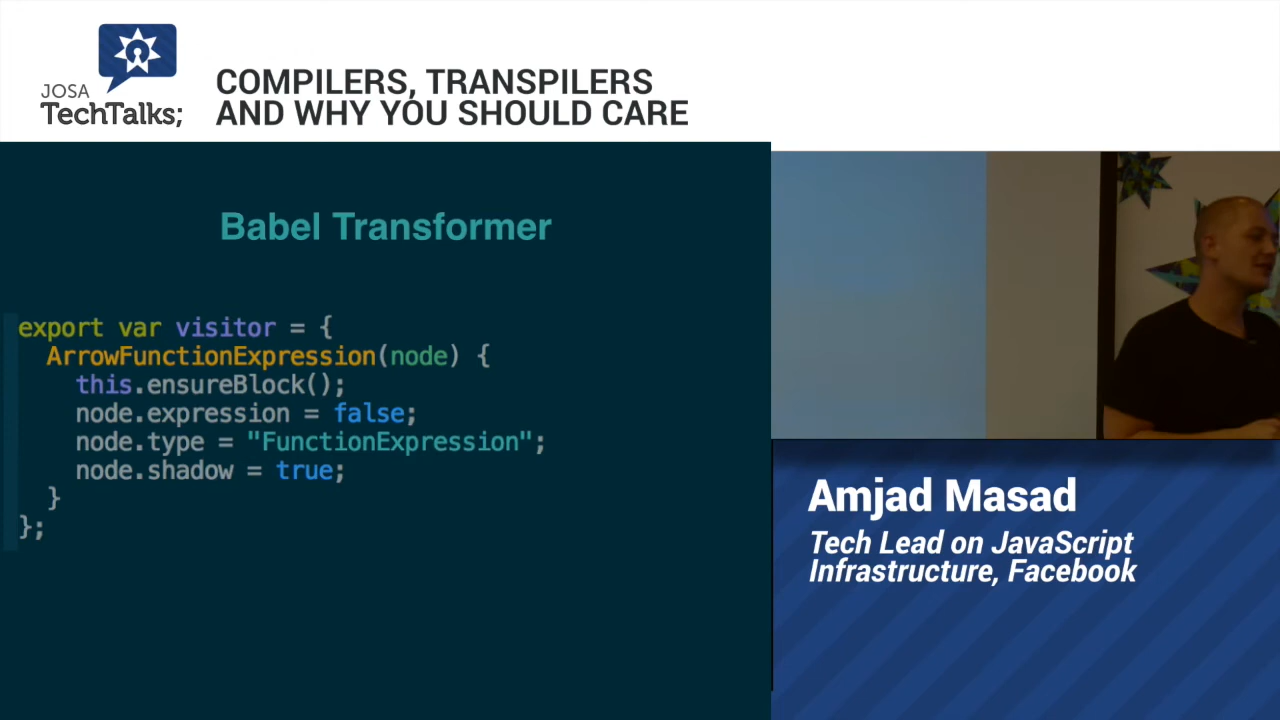 JOSA
TechTalks;
COMPILERS, TRANSPILERS
AND WHY YOU SHOULD CARE
Babel Transformer
export var visitor = {
  ArrowFunctionExpression(node) {
    this.ensureBlock();
    node.expression = false;
    node.type = "FunctionExpression";
    node.shadow = true;
  }
};
Amjad Masad
Tech Lead on JavaScript
Infrastructure, Facebook